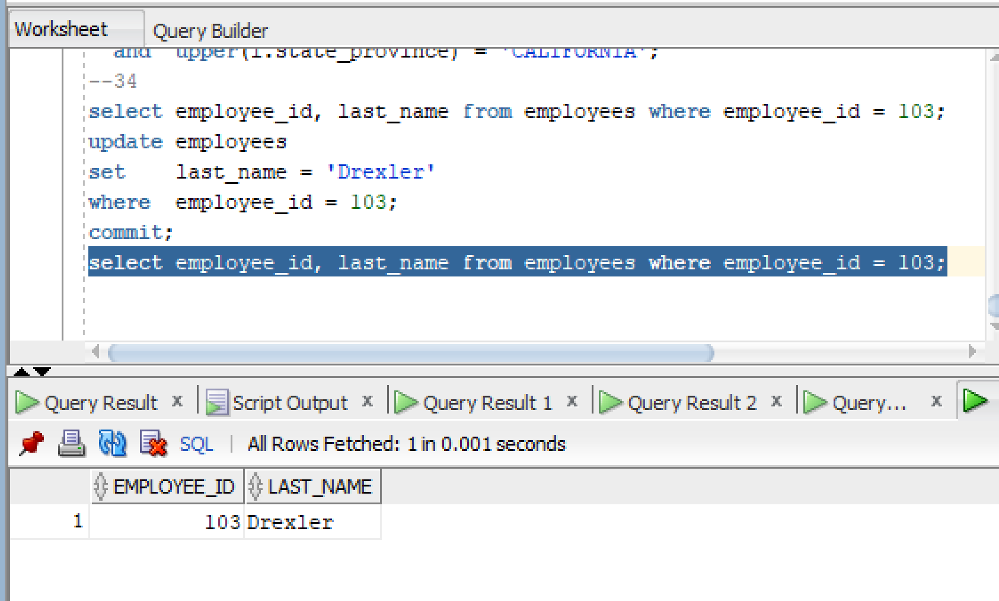 Worksheet Query Builder
and upper(l.state_province) = 'CALIFORNIA';
--34
select employee_id, last_name from employees where employee_id = 103;
update employees
set last_name = 'Drexler'
where employee_id = 103;
commit;
select employee_id, last_name from employees where employee_id = 103;
Query Result x Script Output x Query Result 1 x Query Result 2 x Query... x
SQL | All Rows Fetched: 1 in 0.001 seconds
EMPLOYEE_ID LAST_NAME
1 103 Drexler